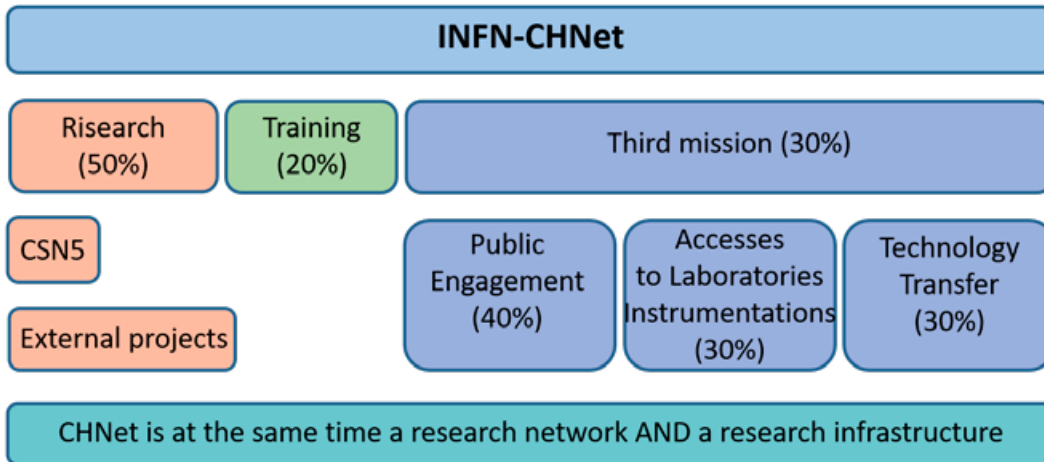 INFN-CHNet
Risearch
(50%)
Training
(20%)
Third mission (30%)
CSN5
External projects
Public
Engagement
(40%)
Accesses
to Laboratories
Instrumentations
(30%)
Technology
Transfer
(30%)
CHNet is at the same time a research network AND a research infrastructure